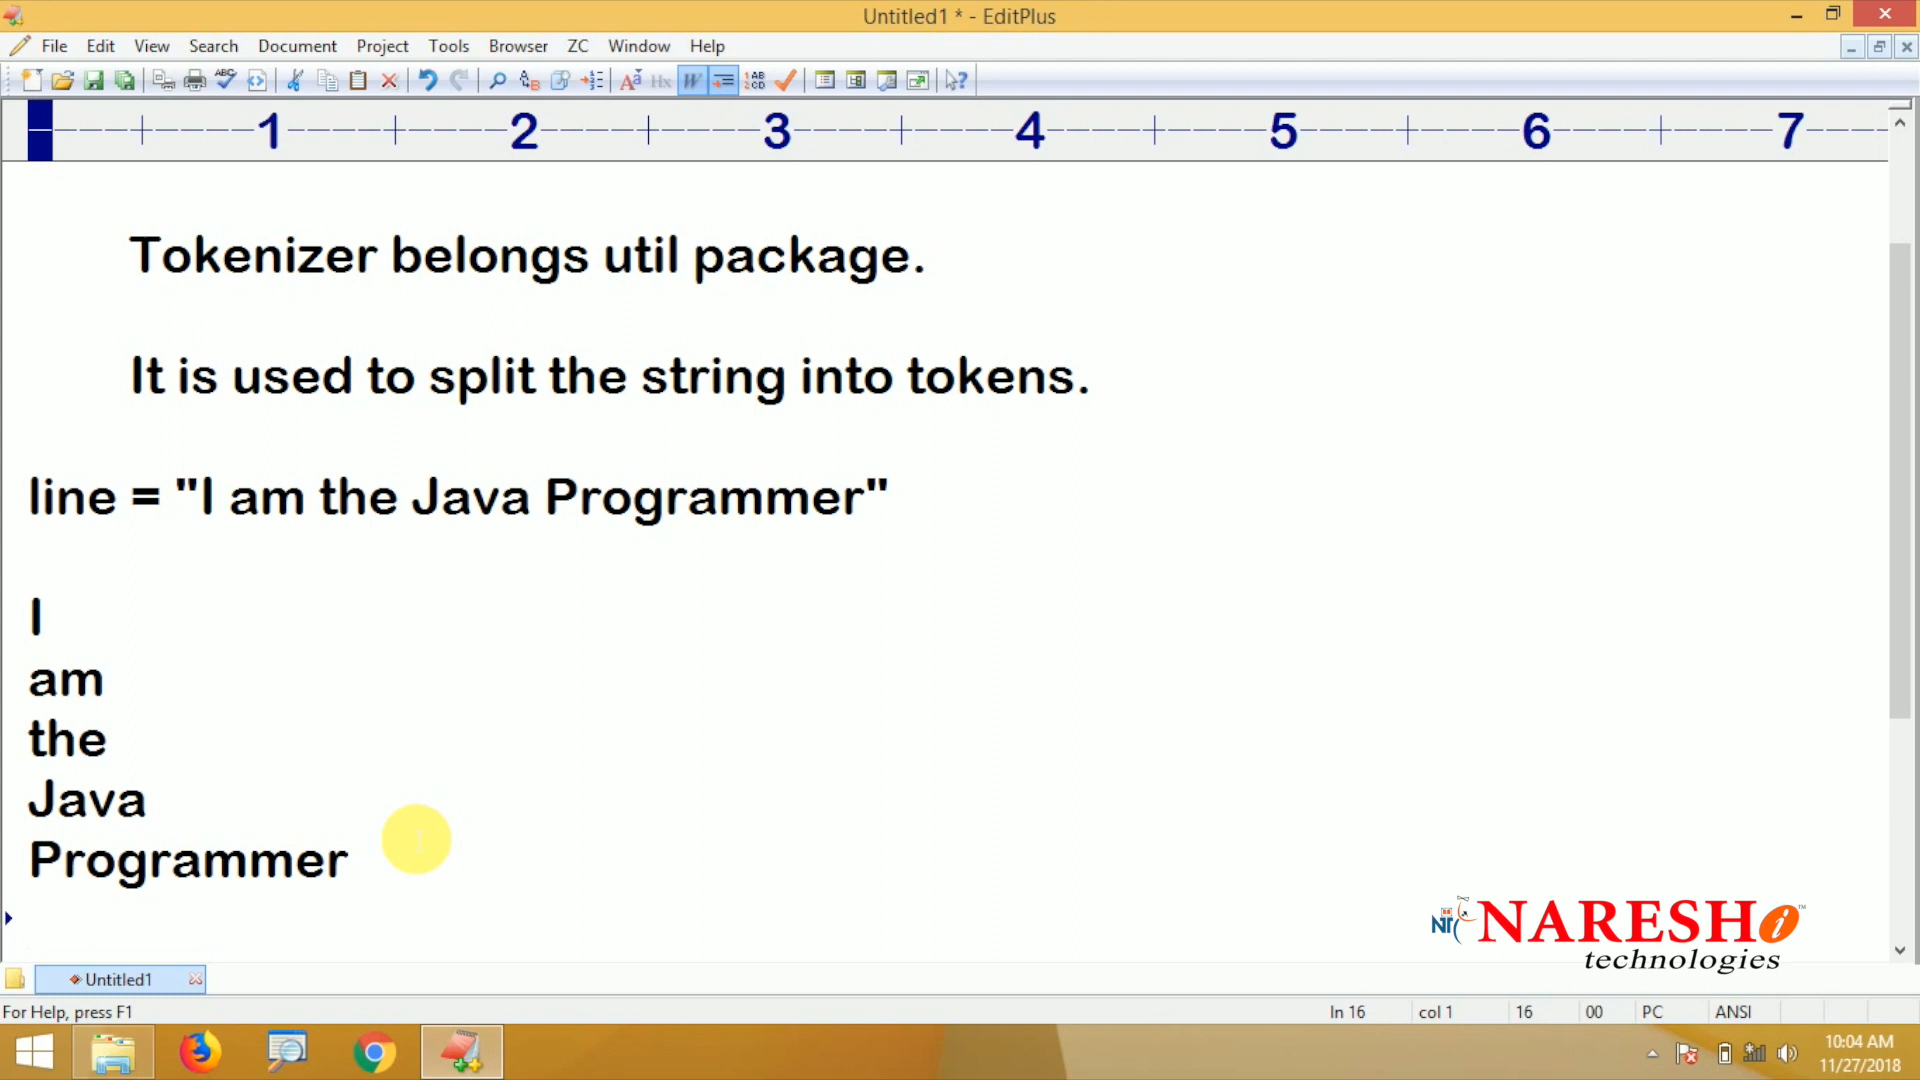 Untitled1 * - EditPlus
File Edit View Search Document Project Tools Browser ZC Window Help
1 2 3 4 5 6 7
Tokenizer belongs util package.
It is used to split the string into tokens.
line = "I am the Java Programmer"
I
am
the
Java
Programmer
NARESH i
technologies
Untitled1
For Help, press F1 ln 16 col 1 16 00 PC ANSI
10:04 AM
11/27/2018